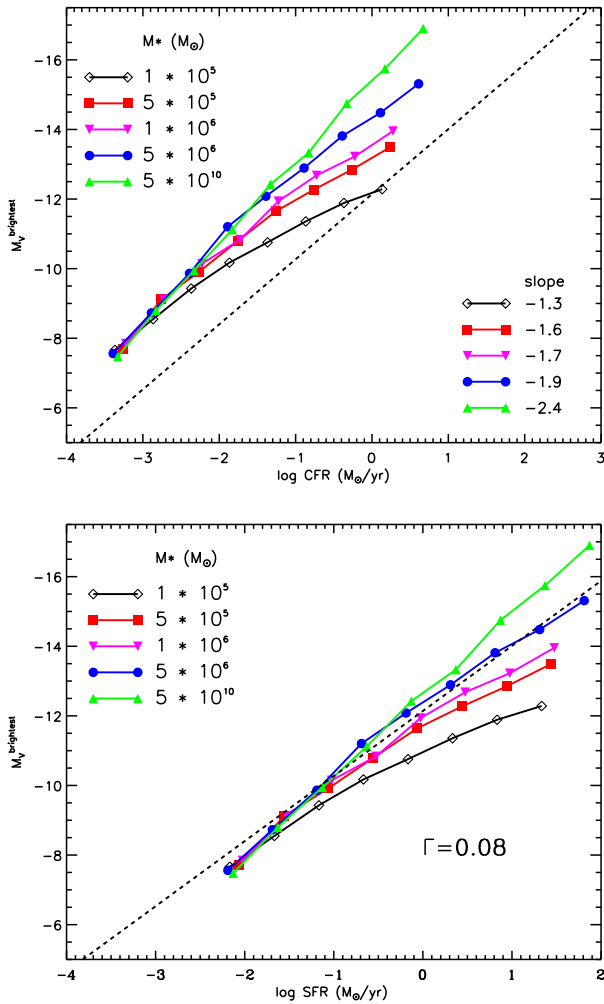 M* (M☉)
1 * 10⁵
5 * 10⁵
1 * 10⁶
5 * 10⁶
5 * 10¹⁰
slope
−1.3
−1.6
−1.7
−1.9
−2.4
-16
-14
-12
-10
-8
-6
M_V^brightest
-4 -3 -2 -1 0 1 2 3
log CFR (M☉/yr)
M* (M☉)
1 * 10⁵
5 * 10⁵
1 * 10⁶
5 * 10⁶
5 * 10¹⁰
Γ=0.08
-16
-14
-12
-10
-8
-6
M_V^brightest
-4 -3 -2 -1 0 1 2
log SFR (M☉/yr)